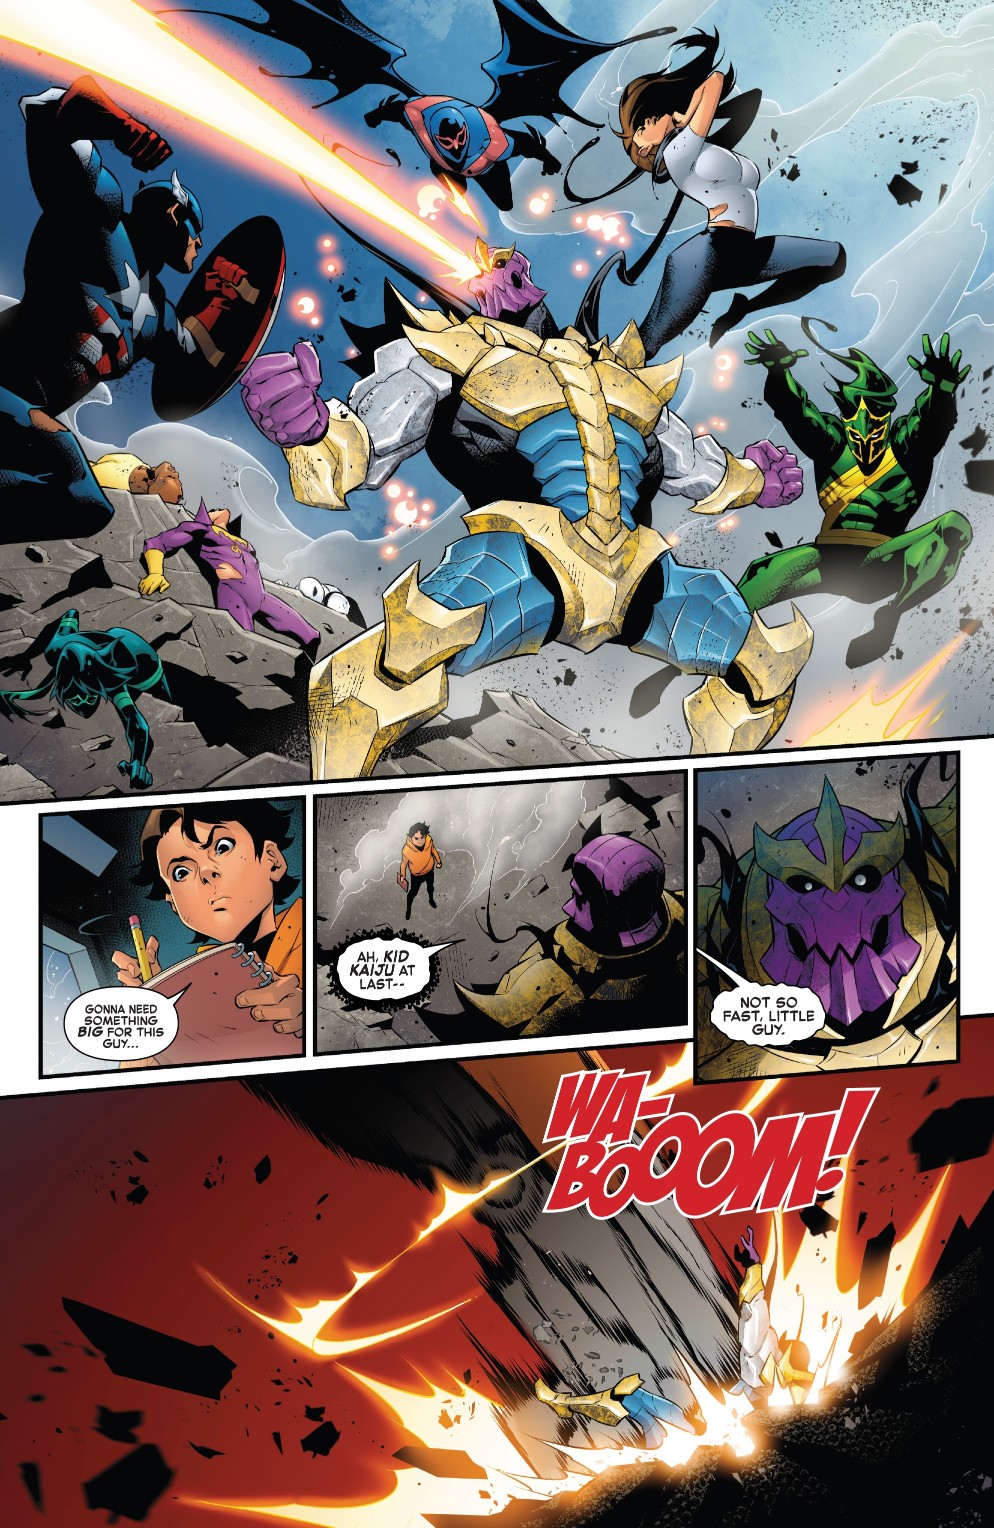 GONNA NEED
SOMETHING
BIG FOR THIS
GUY...
AH, KID
KAIJU AT
LAST--
NOT SO
FAST, LITTLE
GUY.
WA-
BOOOM!